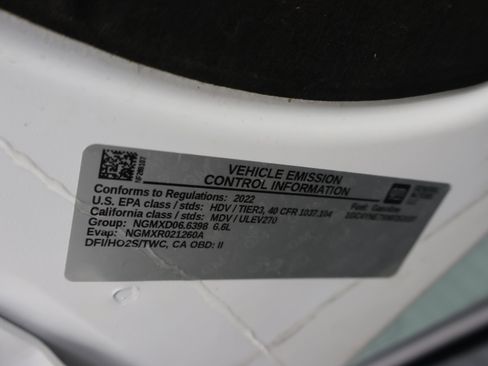 VEHICLE EMISSION
CONTROL INFORMATION
Conforms to Regulations: 2022
U.S. EPA class / stds: HDV / TIER3, 40 CFR 1037.104
California class / stds: MDV / ULEV270
Group: NGMXD06.6398 6.6L
Evap: NGMXR021260A
DFI/HO2S/TWC, CA OBD: II
Fuel: Gasoline